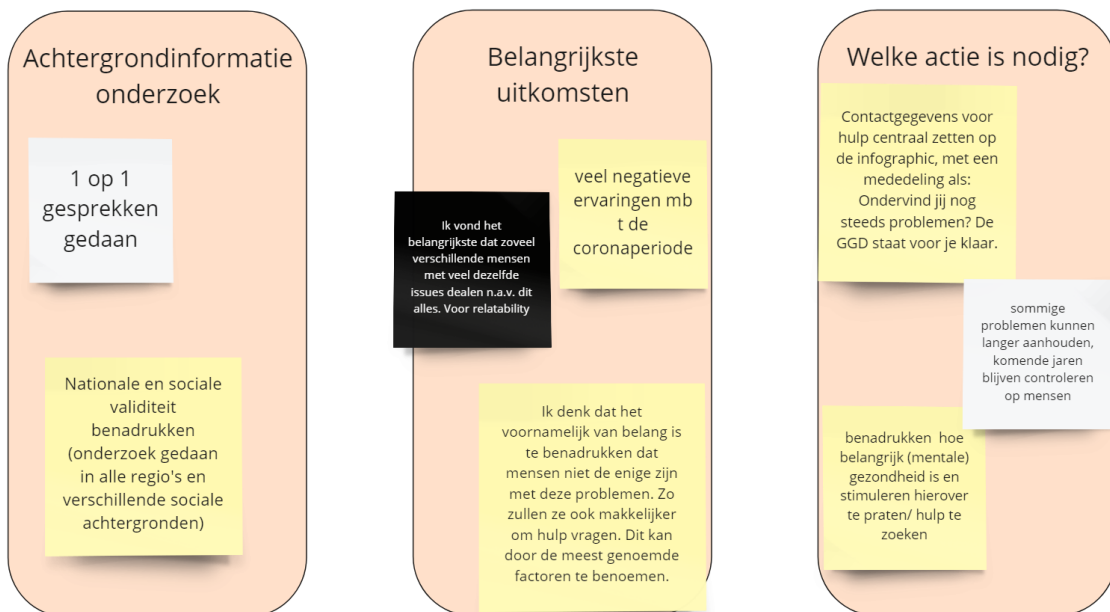 Achtergrondinformatie
onderzoek
1 op 1
gesprekken
gedaan
Nationale en sociale
validiteit
benadrukken
(onderzoek gedaan
in alle regio's en
verschillende sociale
achtergronden)
Belangrijkste
uitkomsten
veel negatieve
ervaringen mb
t de
coronaperiode
Ik vond het
belangrijkste dat zoveel
verschillende mensen
met veel dezelfde
issues dealen n.a.v. dit
alles. Voor relatability
Ik denk dat het
voornamelijk van belang is
te benadrukken dat
mensen niet de enige zijn
met deze problemen. Zo
zullen ze ook makkelijker
om hulp vragen. Dit kan
door de meest genoemde
factoren te benoemen.
Welke actie is nodig?
Contactgegevens voor
hulp centraal zetten op
de infographic, met een
mededeling als:
Ondervind jij nog
steeds problemen? De
GGD staat voor je klaar.
sommige
problemen kunnen
langer aanhouden,
komende jaren
blijven controleren
op mensen
benadrukken hoe
belangrijk (mentale)
gezondheid is en
stimuleren hierover
te praten/ hulp te
zoeken